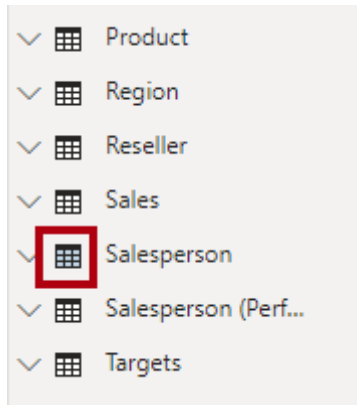 Product
Region
Reseller
Sales
Salesperson
Salesperson (Perf...
Targets